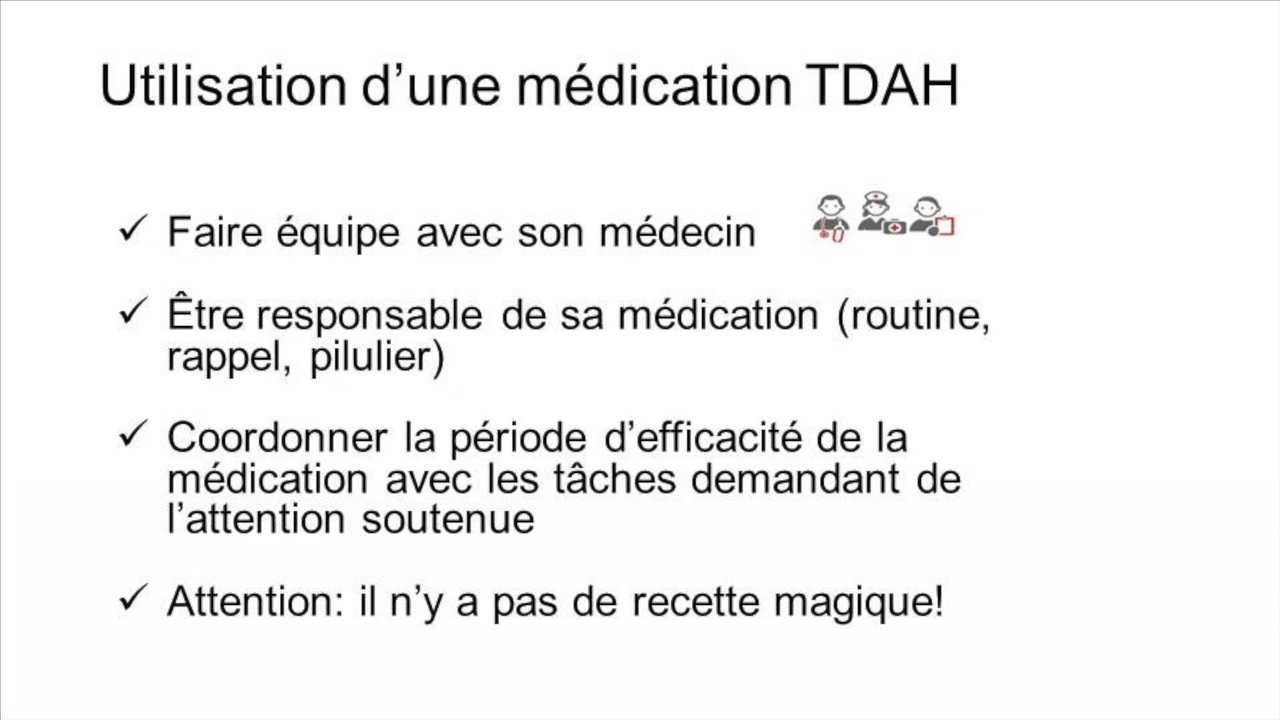 Utilisation d’une médication TDAH
✓ Faire équipe avec son médecin
✓ Être responsable de sa médication (routine,
rappel, pilulier)
✓ Coordonner la période d’efficacité de la
médication avec les tâches demandant de
l’attention soutenue
✓ Attention: il n’y a pas de recette magique!